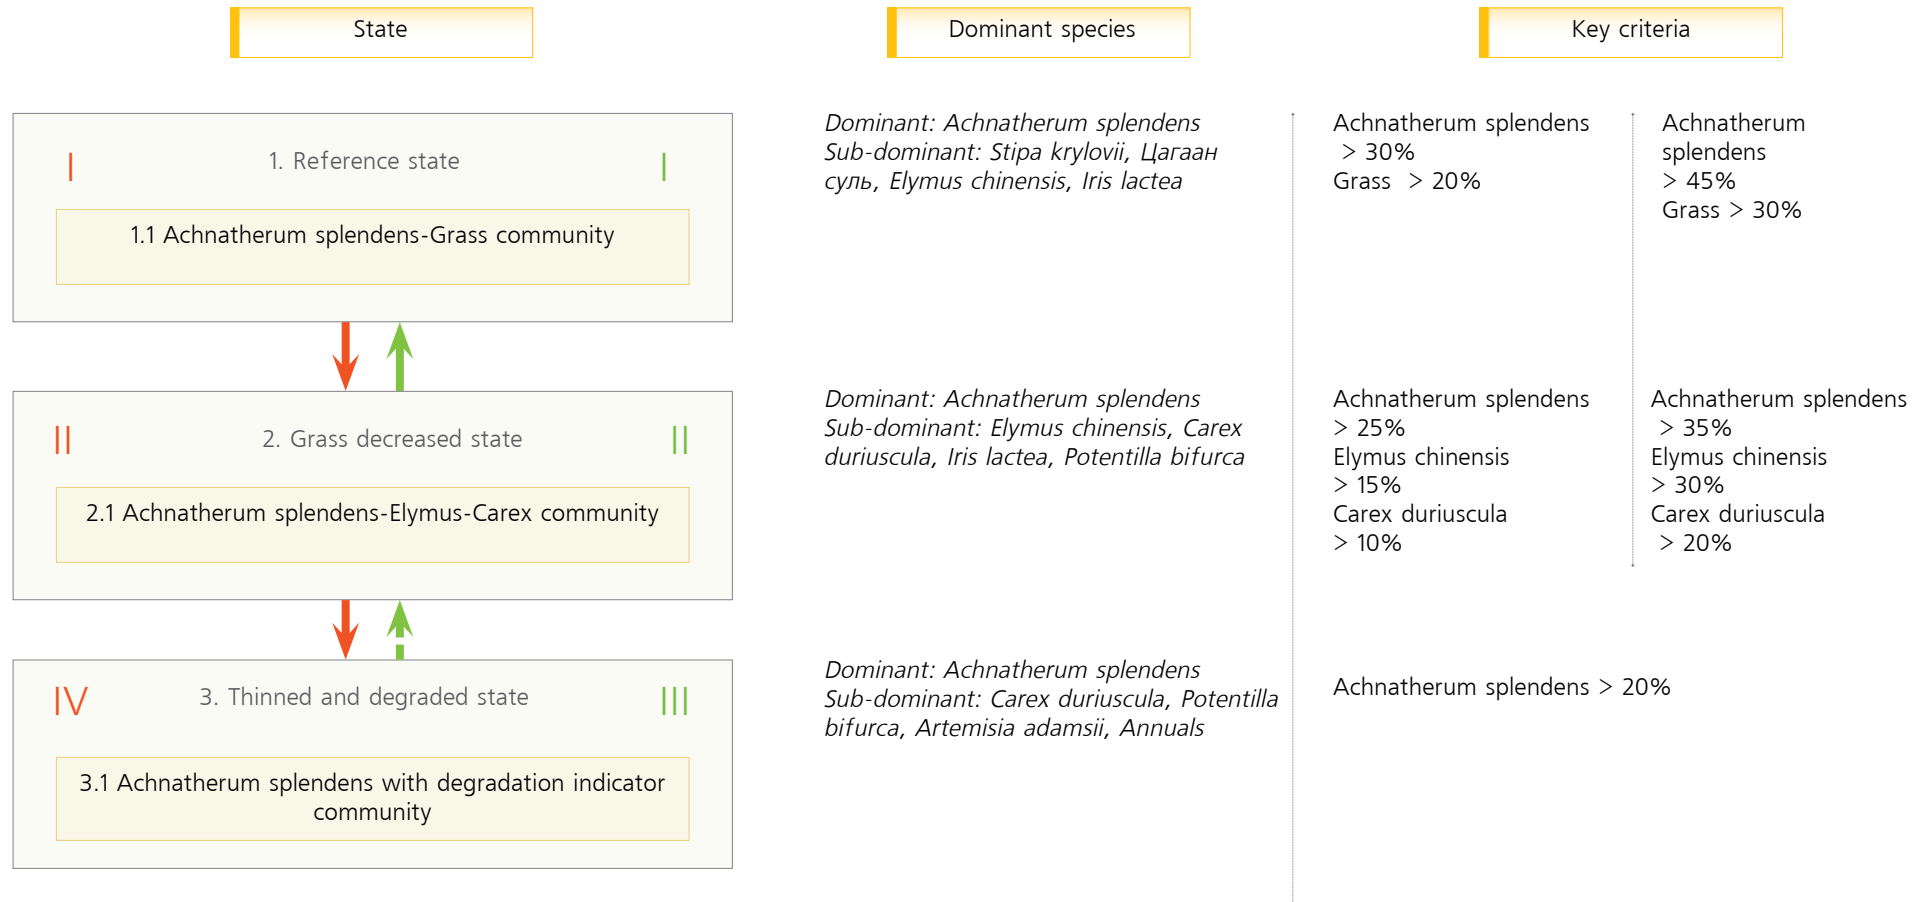 State
Dominant species
Key criteria
I
1. Reference state
I
1.1 Achnatherum splendens-Grass community
Dominant: Achnatherum splendens
Sub-dominant: Stipa krylovii, Цагаан
суль, Elymus chinensis, Iris lactea
Achnatherum splendens
> 30%
Grass > 20%
Achnatherum
splendens
> 45%
Grass > 30%
II
2. Grass decreased state
II
2.1 Achnatherum splendens-Elymus-Carex community
Dominant: Achnatherum splendens
Sub-dominant: Elymus chinensis, Carex
duriuscula, Iris lactea, Potentilla bifurca
Achnatherum splendens
> 25%
Elymus chinensis
> 15%
Carex duriuscula
> 10%
Achnatherum splendens
> 35%
Elymus chinensis
> 30%
Carex duriuscula
> 20%
IV
3. Thinned and degraded state
III
3.1 Achnatherum splendens with degradation indicator
community
Dominant: Achnatherum splendens
Sub-dominant: Carex duriuscula, Potentilla
bifurca, Artemisia adamsii, Annuals
Achnatherum splendens > 20%